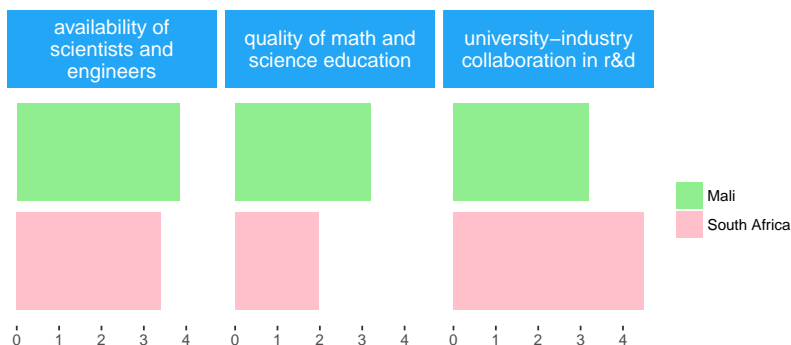 availability of
scientists and
engineers
quality of math and
science education
university−industry
collaboration in r&d
Mali
South Africa
0 1 2 3 4
0 1 2 3 4
0 1 2 3 4